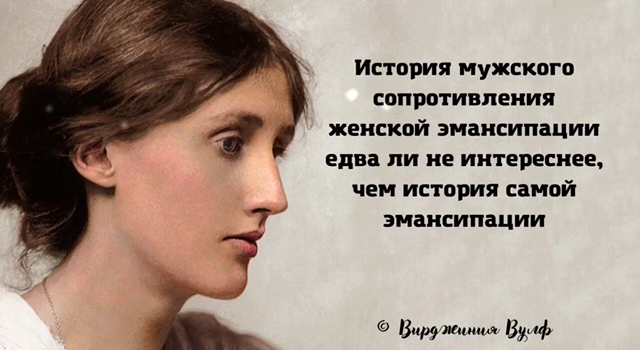 История мужского
сопротивления
женской эмансипации
едва ли не интереснее,
чем история самой
эмансипации
© Вирджиния Вулф